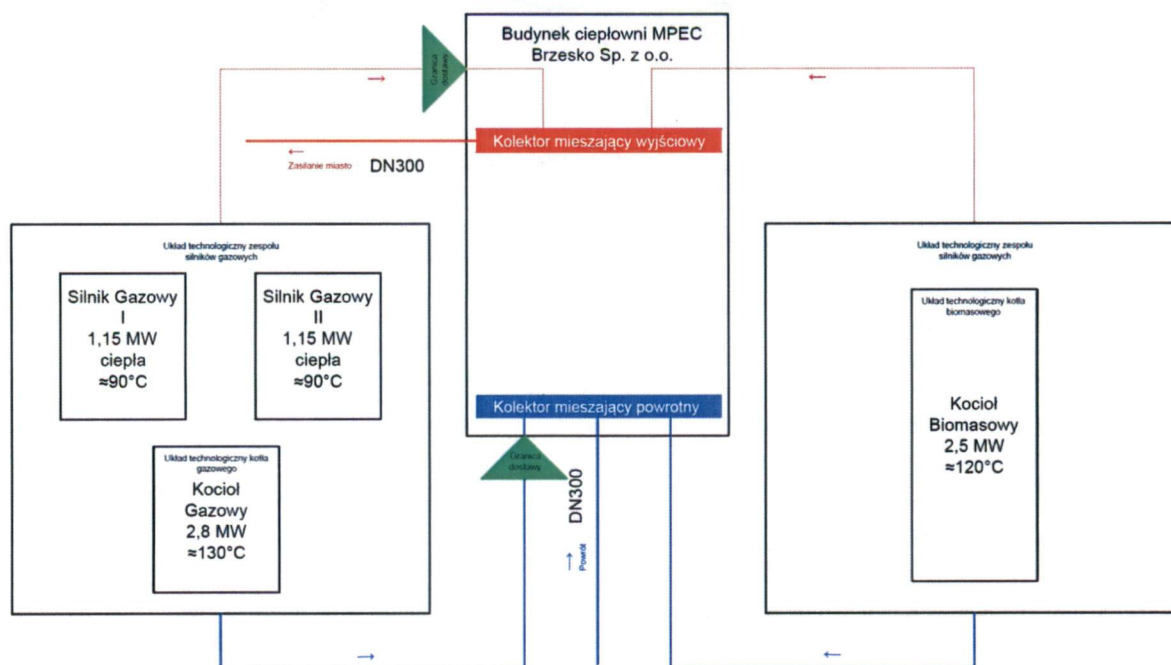 Budynek ciepłowni MPEC
Brzesko Sp. z o.o.
Granica
dostawy
Kolektor mieszający wyjściowy
Zasilanie miasto
DN300
Układ technologiczny zespołu
silników gazowych
Silnik Gazowy
I
1,15 MW
ciepła
≈90°C
Silnik Gazowy
II
1,15 MW
ciepła
≈90°C
Układ technologiczny kotła
gazowego
Kocioł
Gazowy
2,8 MW
≈130°C
Kolektor mieszający powrotny
Granica
dostawy
DN300
Powrót
Układ technologiczny zespołu
silników gazowych
Układ technologiczny kotła
biomasowego
Kocioł
Biomasowy
2,5 MW
≈120°C